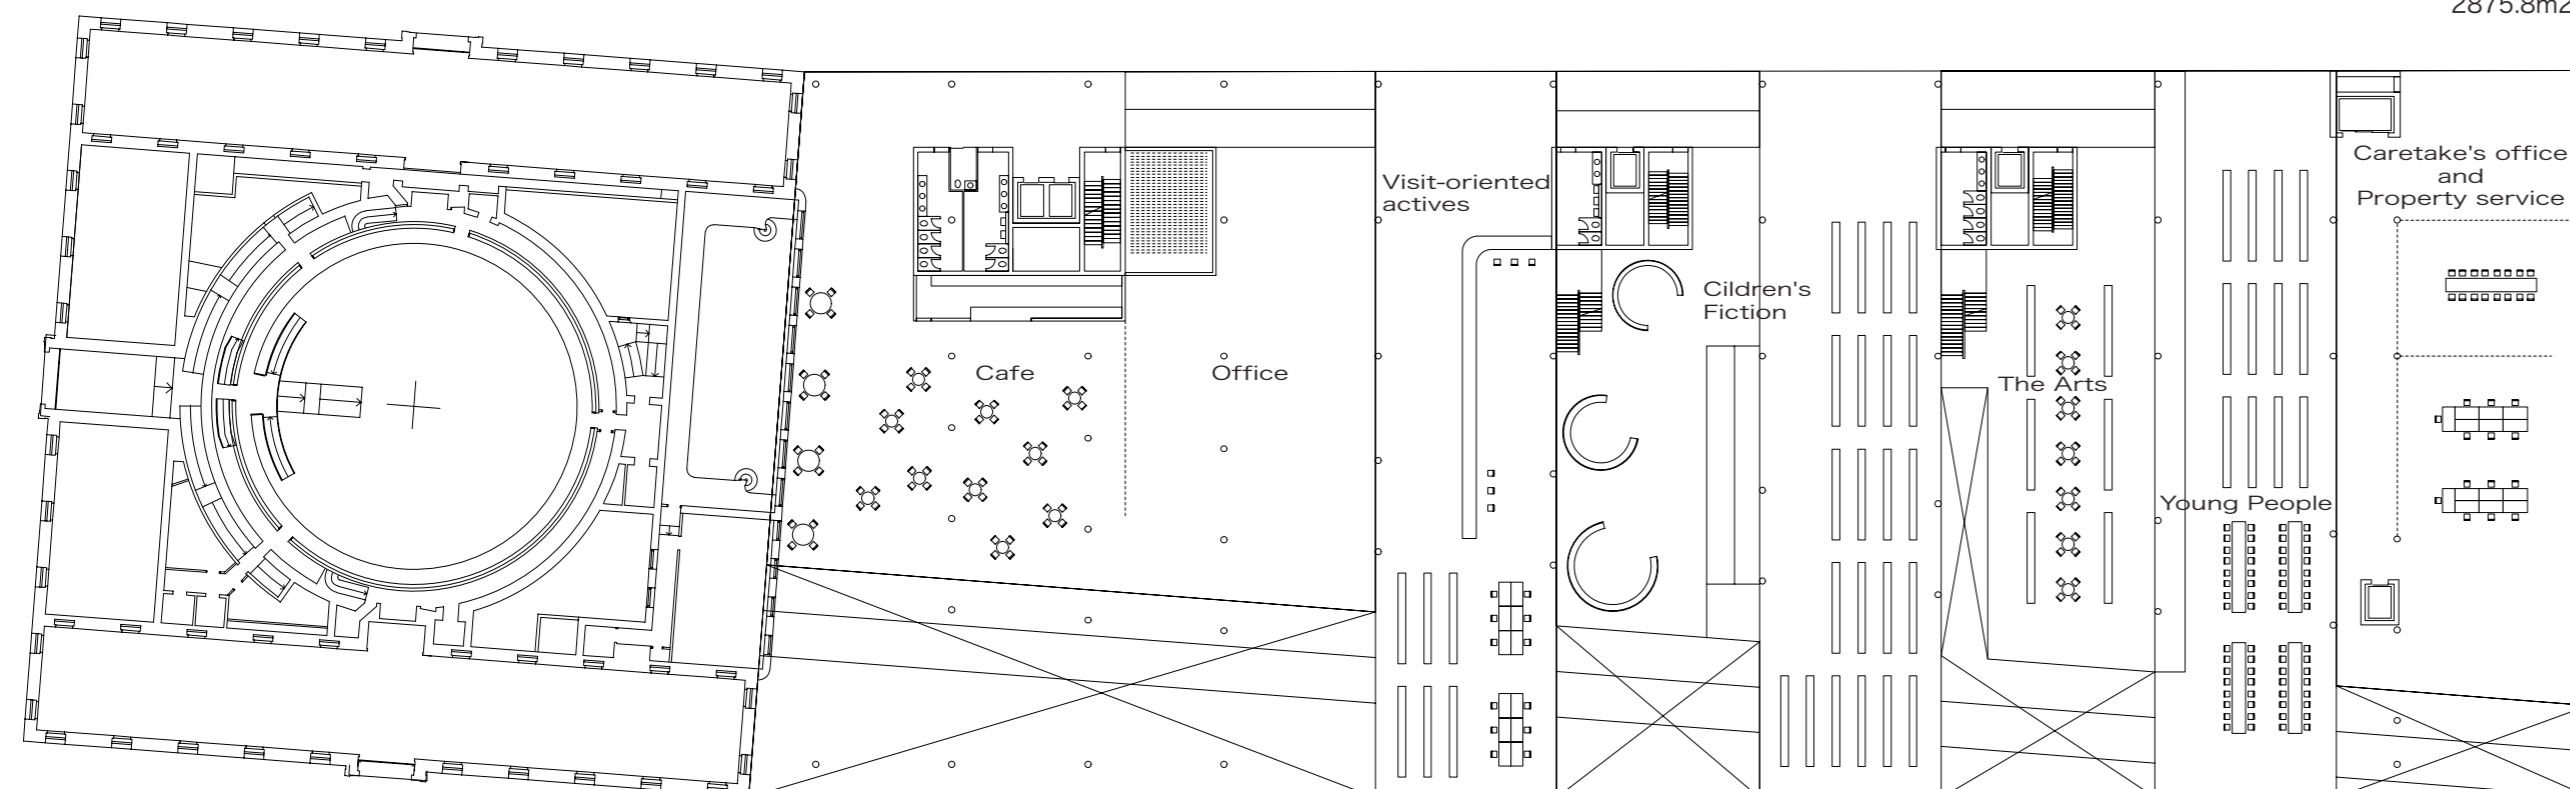 2875.8m2
Caretake's office
and
Property service
Visit-oriented
actives
Cildren's
Fiction
Cafe
Office
The Arts
Young People